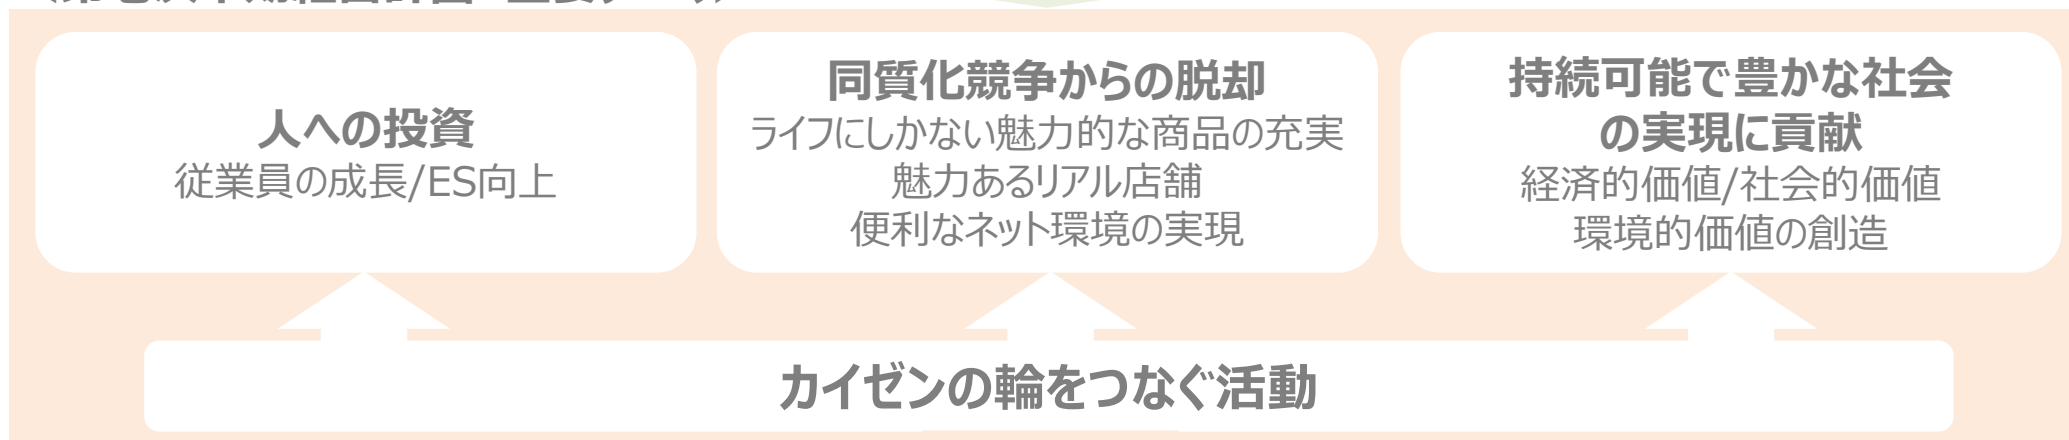 人への投資
従業員の成長/ES向上
同質化競争からの脱却
ライフにしかない魅力的な商品の充実
魅力あるリアル店舗
便利なネット環境の実現
持続可能で豊かな社会
の実現に貢献
経済的価値/社会的価値
環境的価値の創造
カイゼンの輪をつなぐ活動